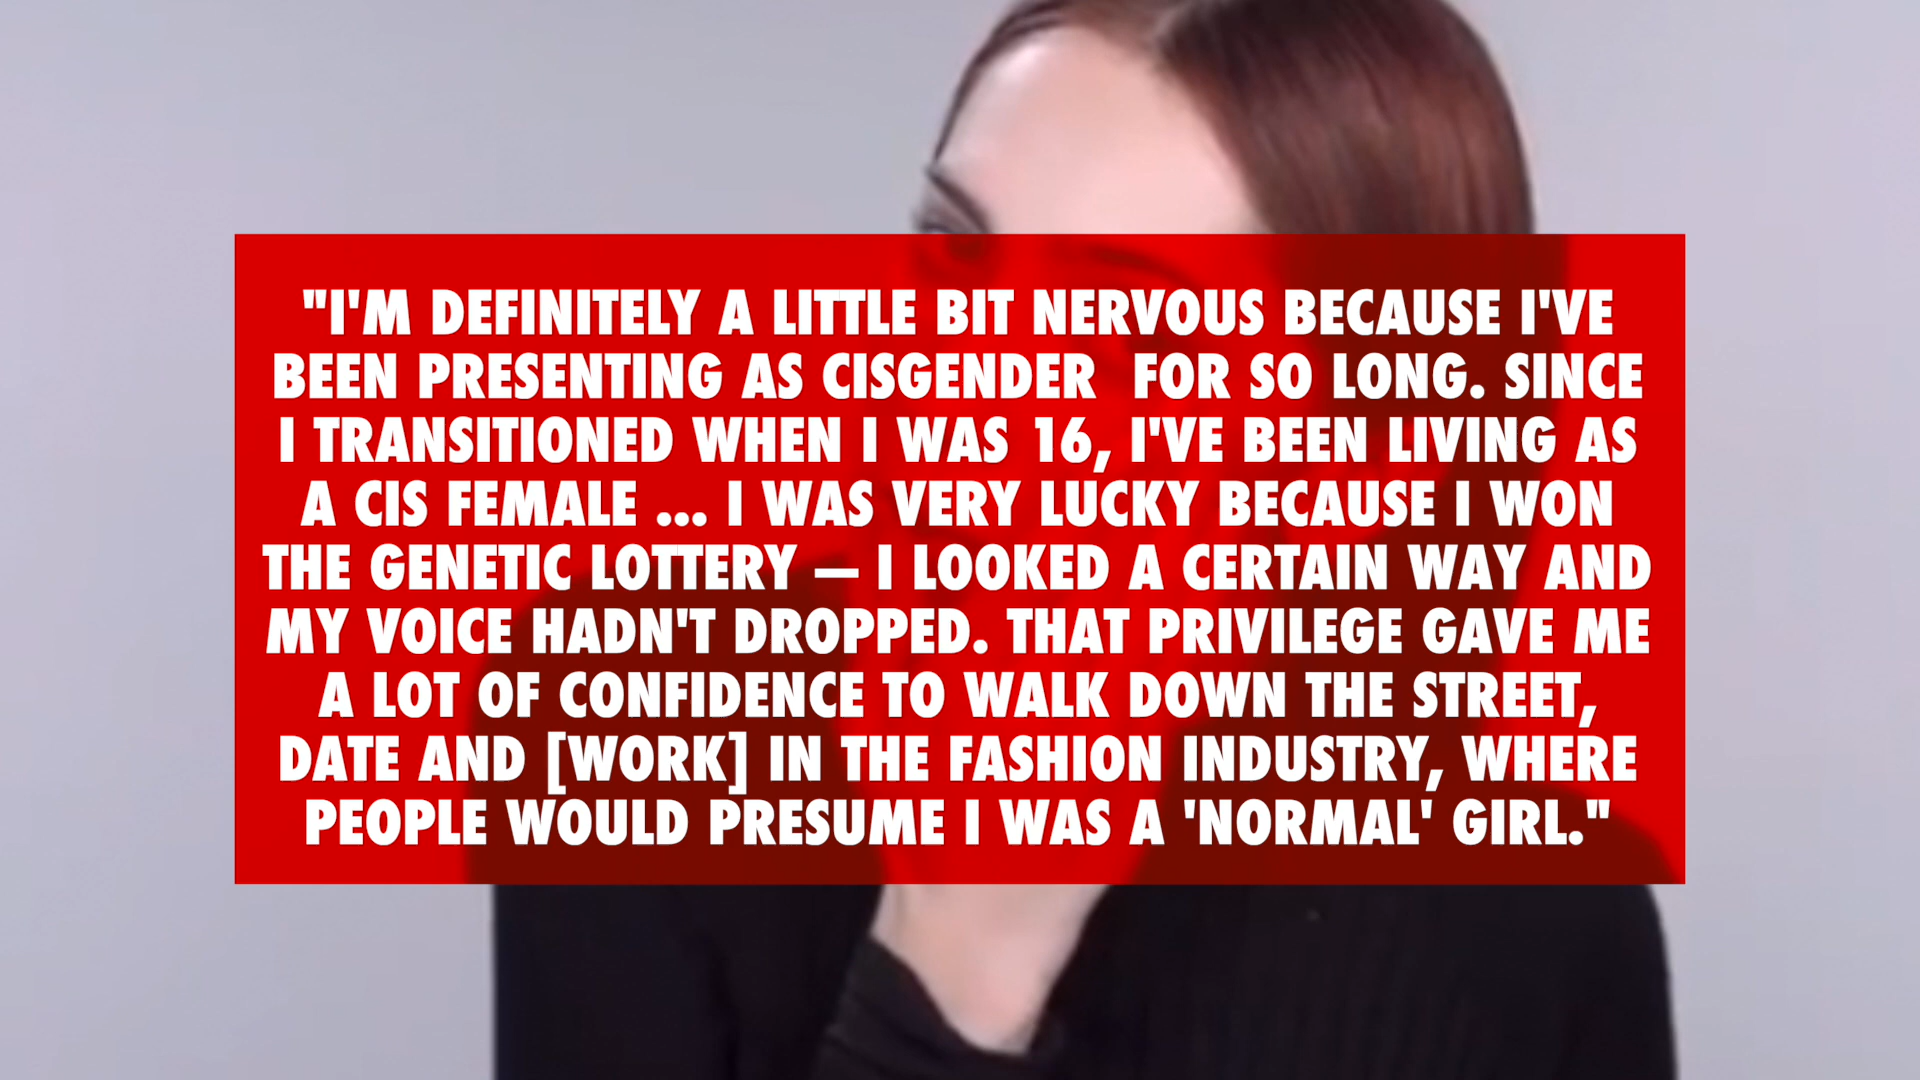 "I'M DEFINITELY A LITTLE BIT NERVOUS BECAUSE I'VE
BEEN PRESENTING AS CISGENDER  FOR SO LONG. SINCE
I TRANSITIONED WHEN I WAS 16, I'VE BEEN LIVING AS
A CIS FEMALE ... I WAS VERY LUCKY BECAUSE I WON
THE GENETIC LOTTERY — I LOOKED A CERTAIN WAY AND
MY VOICE HADN'T DROPPED. THAT PRIVILEGE GAVE ME
A LOT OF CONFIDENCE TO WALK DOWN THE STREET,
DATE AND [WORK] IN THE FASHION INDUSTRY, WHERE
PEOPLE WOULD PRESUME I WAS A 'NORMAL' GIRL."